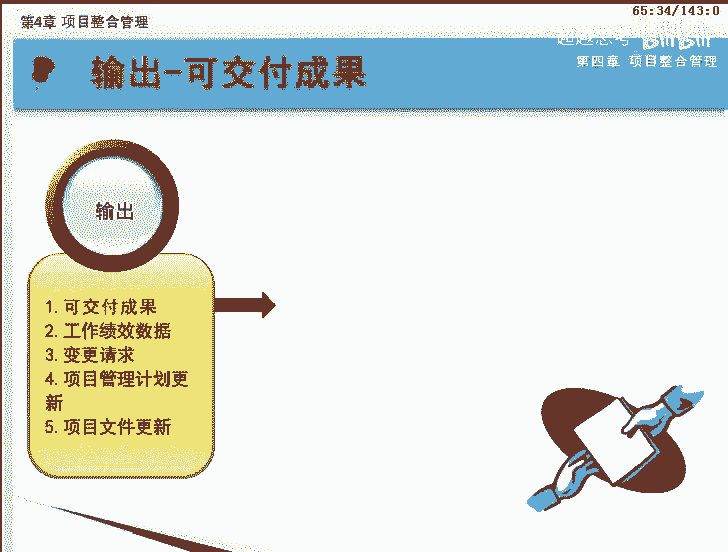 第4章 项目整合管理
65:34/143:0
第四章 项目整合管理
输出-可交付成果
输出
1.可交付成果
2.工作绩效数据
3.变更请求
4.项目管理计划更
新
5.项目文件更新